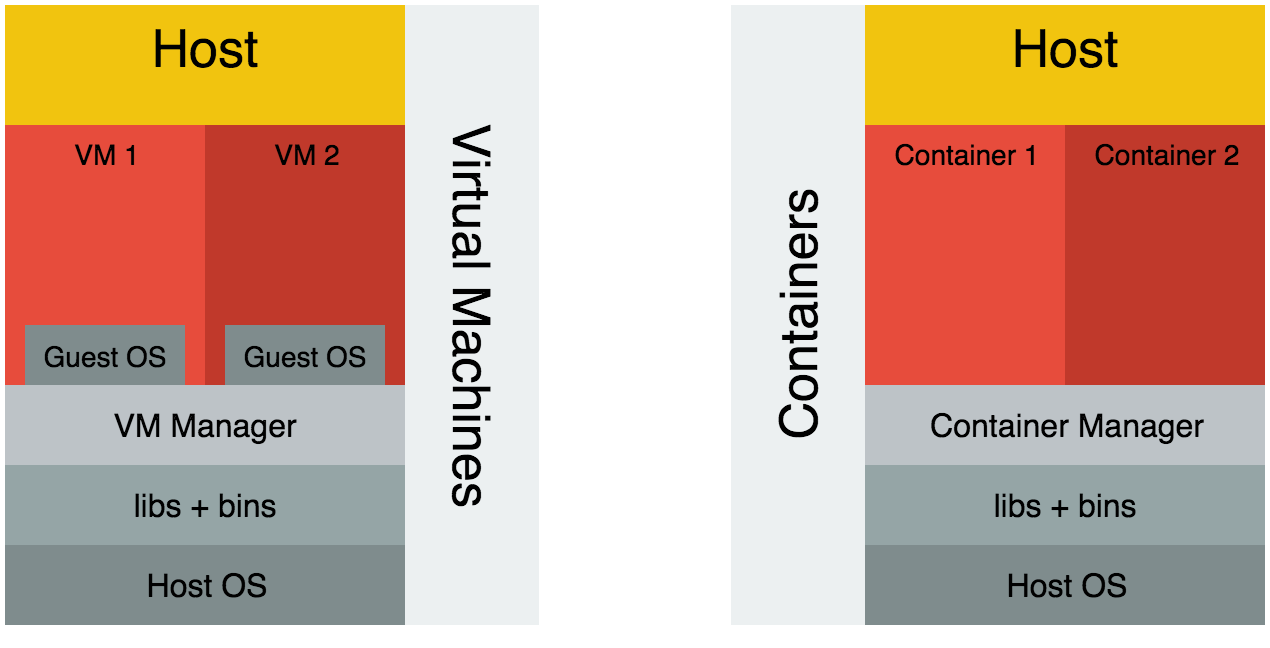 Host
VM 1
VM 2
Guest OS
Guest OS
VM Manager
libs + bins
Host OS
Virtual Machines
Containers
Host
Container 1
Container 2
Container Manager
libs + bins
Host OS